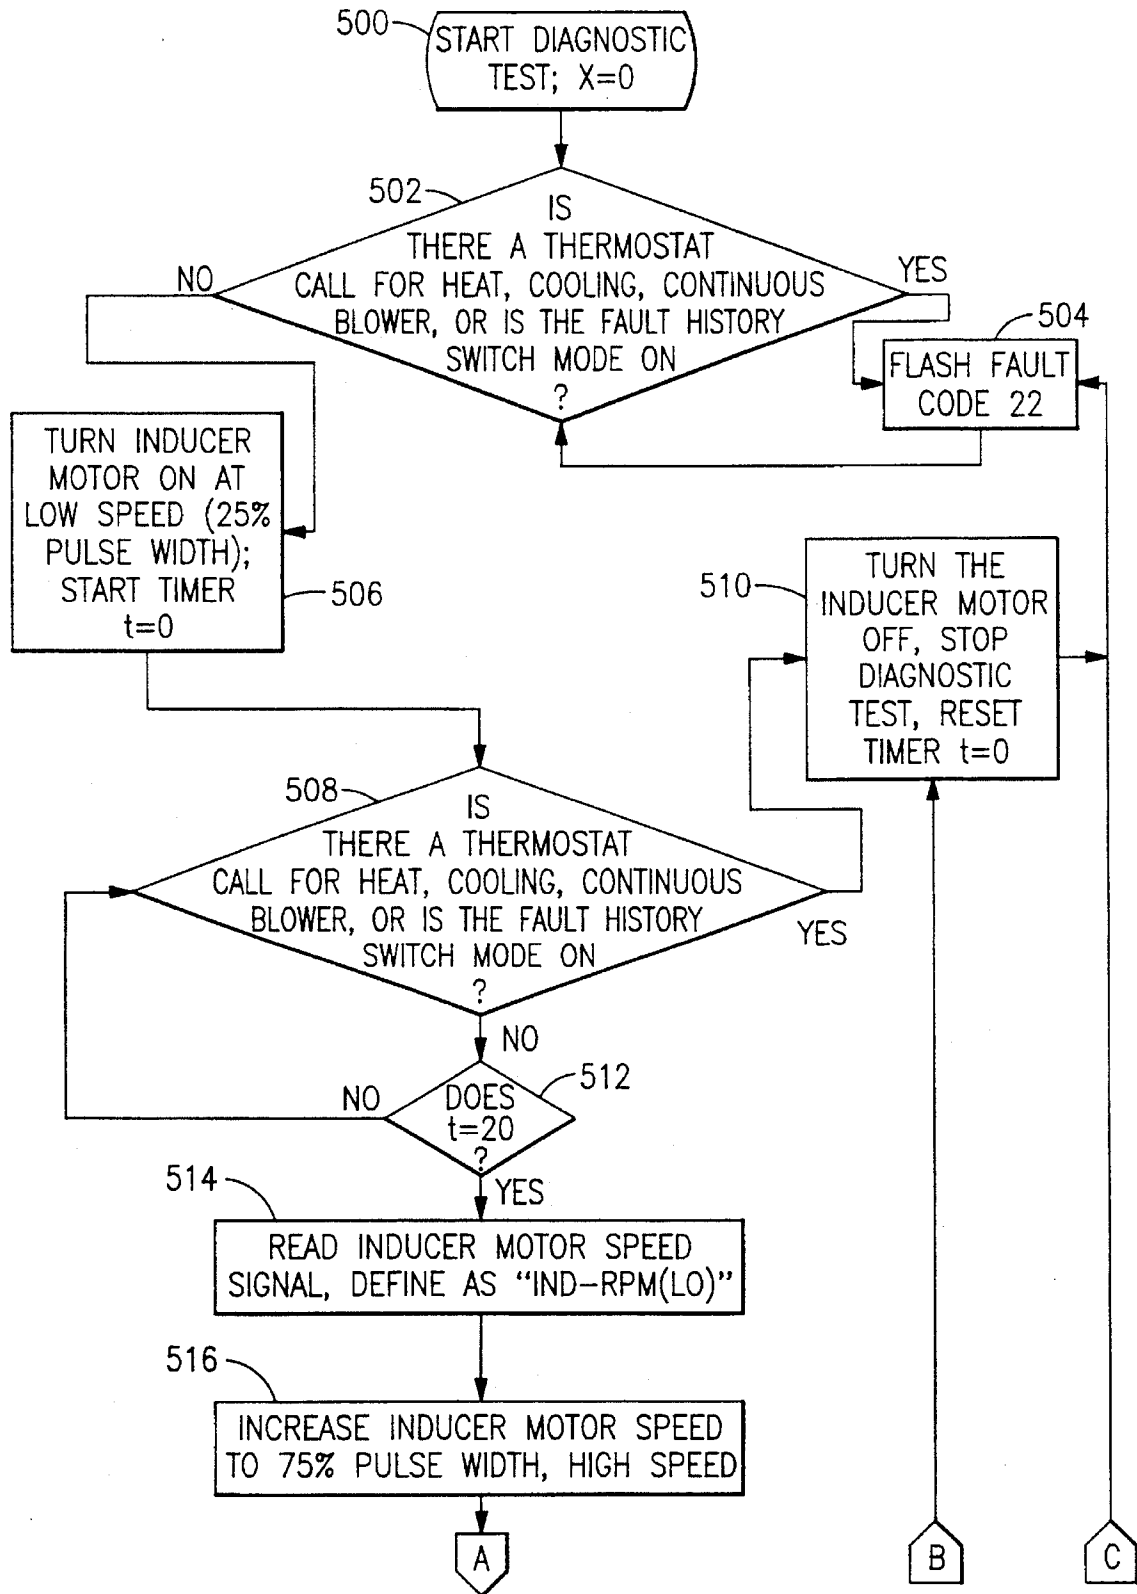 500
START DIAGNOSTIC
TEST; X=0
502
IS
THERE A THERMOSTAT
CALL FOR HEAT, COOLING, CONTINUOUS
BLOWER, OR IS THE FAULT HISTORY
SWITCH MODE ON
?
NO
YES
504
FLASH FAULT
CODE 22
TURN INDUCER
MOTOR ON AT
LOW SPEED (25%
PULSE WIDTH);
START TIMER
t=0
506
510
TURN THE
INDUCER MOTOR
OFF, STOP
DIAGNOSTIC
TEST, RESET
TIMER t=0
508
IS
THERE A THERMOSTAT
CALL FOR HEAT, COOLING, CONTINUOUS
BLOWER, OR IS THE FAULT HISTORY
SWITCH MODE ON
?
YES
NO
512
DOES
t=20
?
NO
YES
514
READ INDUCER MOTOR SPEED
SIGNAL, DEFINE AS “IND–RPM(LO)”
516
INCREASE INDUCER MOTOR SPEED
TO 75% PULSE WIDTH, HIGH SPEED
A
B
C